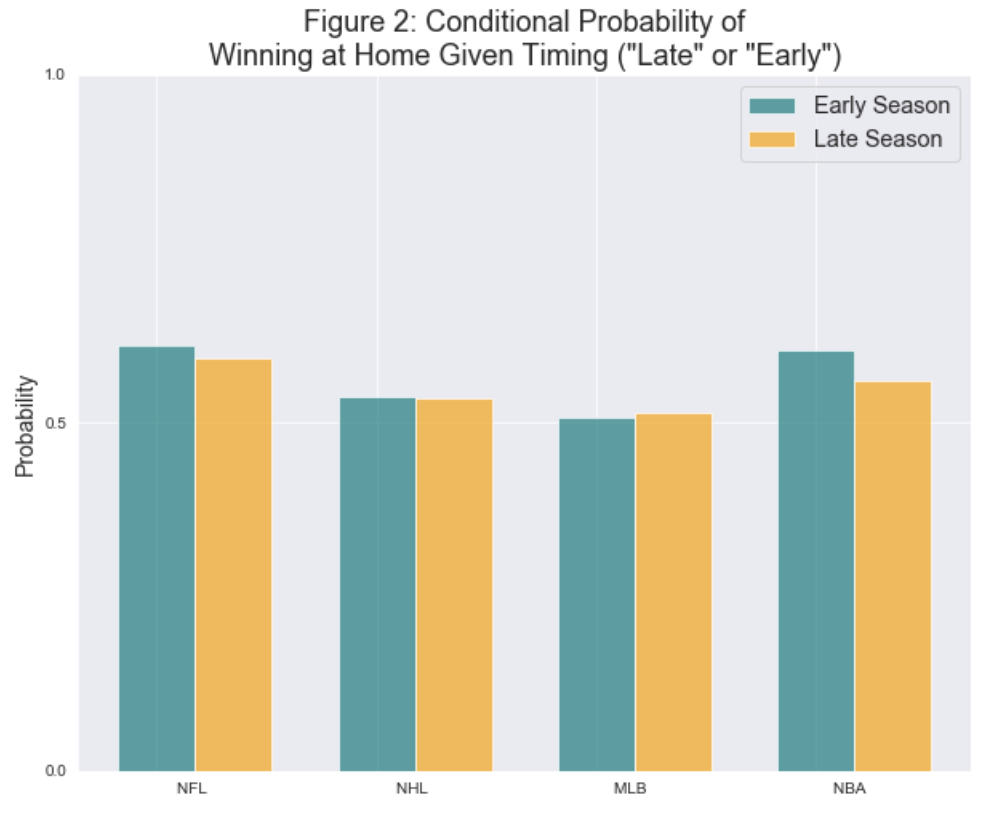 Figure 2: Conditional Probability of
Winning at Home Given Timing ("Late" or "Early")
1.0
Early Season
Late Season
Probability
0.5
0.0
NFL NHL MLB NBA